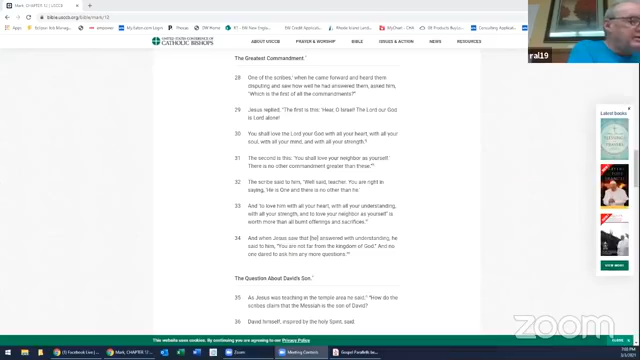 Mark, CHAPTER 12 | USCCB
bible.usccb.org/bible/mark/12
UNITED STATES CONFERENCE OF
CATHOLIC BISHOPS
ABOUT USCCB
PRAYER & WORSHIP
BIBLE
ISSUES & ACTION
NEWS
RESOURCES
eral19
The Greatest Commandment.*
28 One of the scribes,* when he came forward and heard them
disputing and saw how well he had answered them, asked him,
"Which is the first of all the commandments?"
29 Jesus replied, "The first is this: 'Hear, O Israel! The Lord our God
is Lord alone!
30 You shall love the Lord your God with all your heart, with all your
soul, with all your mind, and with all your strength.'
31 The second is this: 'You shall love your neighbor as yourself.'
There is no other commandment greater than these."
32 The scribe said to him, "Well said, teacher. You are right in
saying, 'He is One and there is no other than he.'
33 And 'to love him with all your heart, with all your understanding,
with all your strength, and to love your neighbor as yourself' is
worth more than all burnt offerings and sacrifices."
34 And when Jesus saw that [he] answered with understanding, he
said to him, "You are not far from the kingdom of God." And no
one dared to ask him any more questions.
The Question About David's Son.*
35 As Jesus was teaching in the temple area he said,* "How do the
scribes claim that the Messiah is the son of David?
36 David himself, inspired by the holy Spirit, said:
Latest books
This website uses cookies. By continuing you are agreeing to our Privacy Policy
zoom
(1) Facebook Live |
Mark, CHAPTER 12 | U
Zoom
Meeting Controls
Gospel Parallels be
7:00 PM